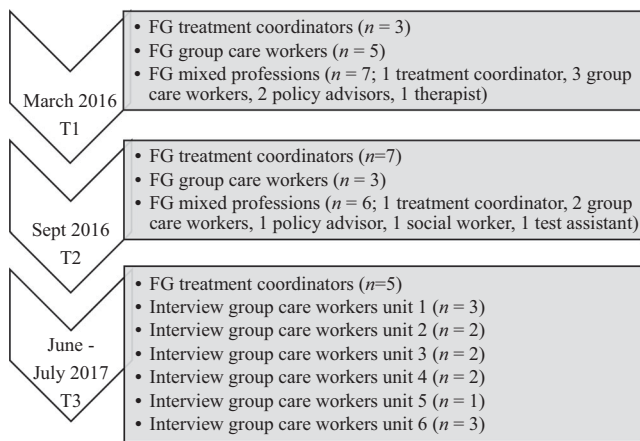 March 2016
T1
• FG treatment coordinators (n = 3)
• FG group care workers (n = 5)
• FG mixed professions (n = 7; 1 treatment coordinator, 3 group
care workers, 2 policy advisors, 1 therapist)
Sept 2016
T2
• FG treatment coordinators (n=7)
• FG group care workers (n = 3)
• FG mixed professions (n = 6; 1 treatment coordinator, 2 group
care workers, 1 policy advisor, 1 social worker, 1 test assistant)
June -
July 2017
T3
• FG treatment coordinators (n=5)
• Interview group care workers unit 1 (n = 3)
• Interview group care workers unit 2 (n = 2)
• Interview group care workers unit 3 (n = 2)
• Interview group care workers unit 4 (n = 2)
• Interview group care workers unit 5 (n = 1)
• Interview group care workers unit 6 (n = 3)